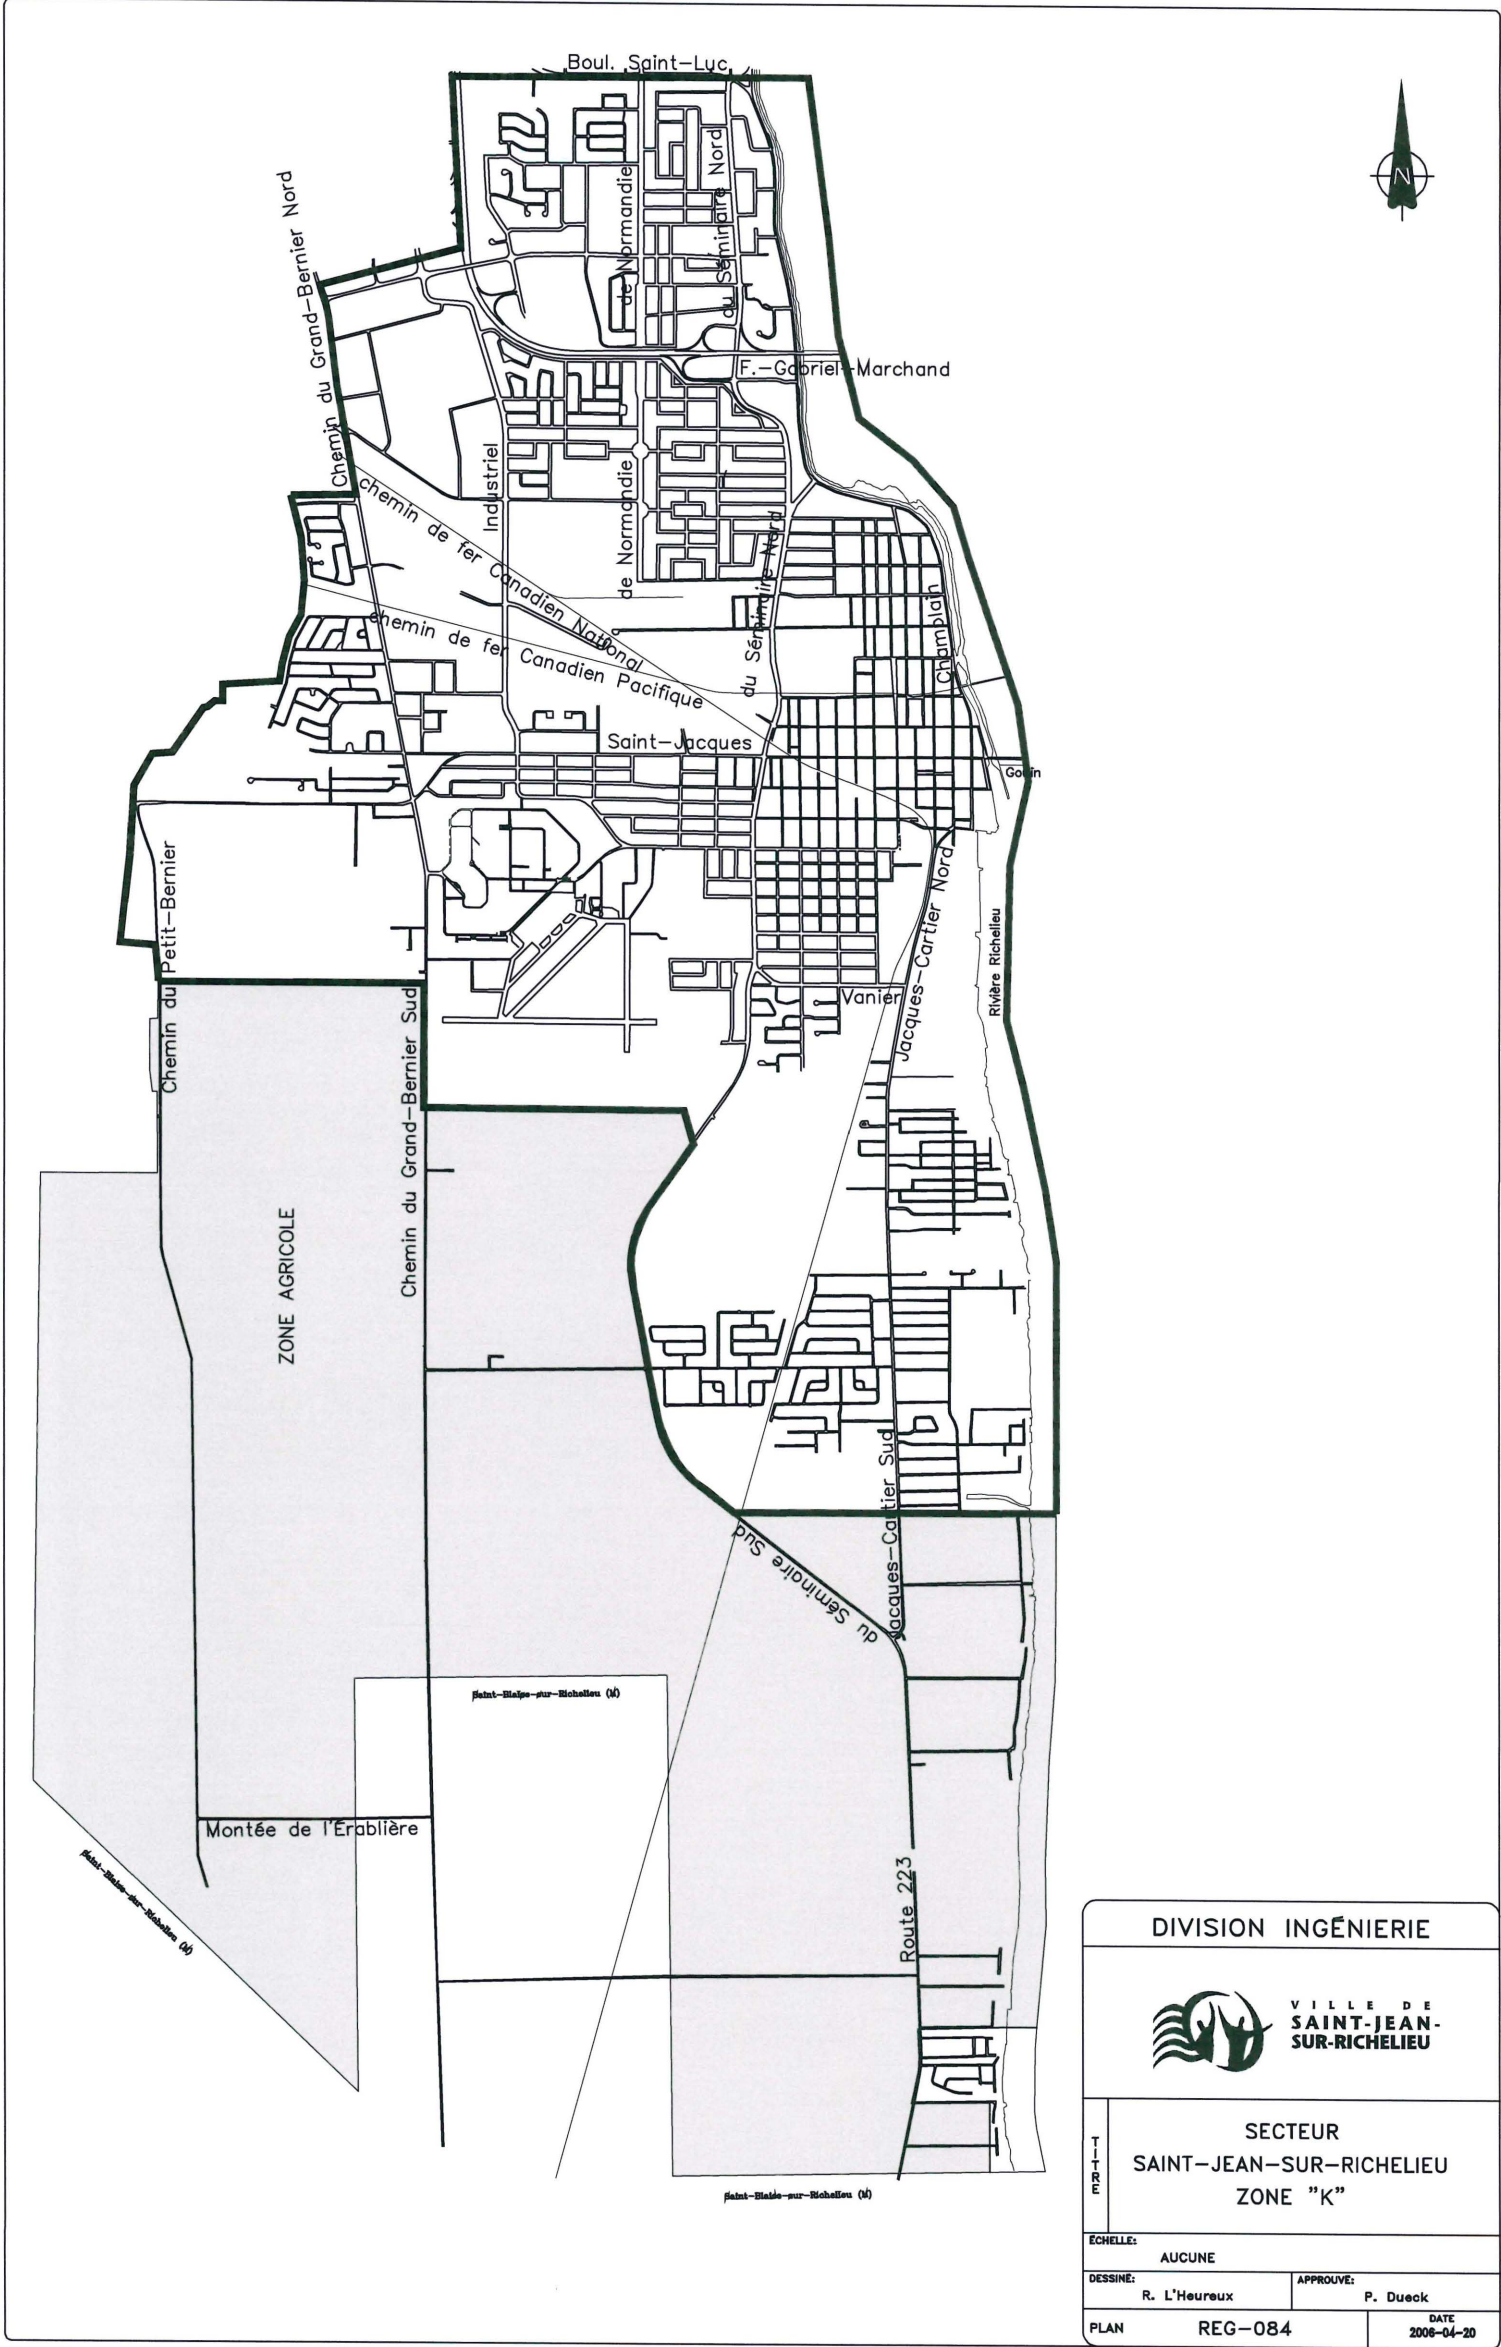 Boul. Saint-Luc
N
Chemin du Grand-Bernier Nord
de Normandie
du Séminaire Nord
F.-Gabriel-Marchand
Industriel
de Normandie
du Séminaire Nord
Champlain
chemin de fer Canadien National
chemin de fer Canadien Pacifique
Saint-Jacques
Gouin
Chemin du Petit-Bernier
Jacques-Cartier Nord
Rivière Richelieu
Vanier
Chemin du Grand-Bernier Sud
ZONE AGRICOLE
Jacques-Cartier Sud
du Séminaire Sud
Saint-Blaise-sur-Richelieu (M)
Montée de l'Érablière
Saint-Blaise-sur-Richelieu (M)
Route 223
Saint-Blaise-sur-Richelieu (M)
DIVISION INGÉNIERIE
VILLE DE
SAINT-JEAN-
SUR-RICHELIEU
TITRE
SECTEUR
SAINT-JEAN-SUR-RICHELIEU
ZONE "K"
ÉCHELLE:
AUCUNE
DESSINÉ:
R. L'Heureux
APPROUVÉ:
P. Dueck
PLAN
REG-084
DATE
2006-04-20